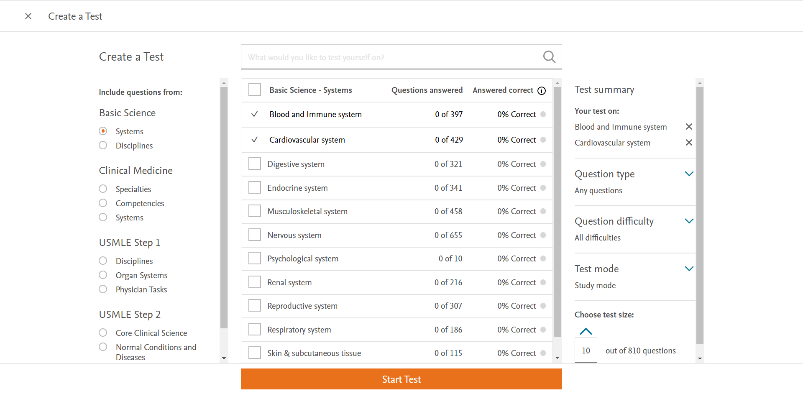 Create a Test
Create a Test
Include questions from:
Basic Science
Systems
Disciplines
Clinical Medicine
Specialties
Competencies
Systems
USMLE Step 1
Disciplines
Organ Systems
Physician Tasks
USMLE Step 2
Core Clinical Science
Normal Conditions and
Diseases
What would you like to test yourself on?
Basic Science - Systems Questions answered Answered correct
Blood and Immune system 0 of 397 0% Correct
Cardiovascular system 0 of 429 0% Correct
Digestive system 0 of 321 0% Correct
Endocrine system 0 of 341 0% Correct
Musculoskeletal system 0 of 458 0% Correct
Nervous system 0 of 655 0% Correct
Psychological system 0 of 10 0% Correct
Renal system 0 of 216 0% Correct
Reproductive system 0 of 307 0% Correct
Respiratory system 0 of 186 0% Correct
Skin & subcutaneous tissue 0 of 115 0% Correct
Test summary
Your test on:
Blood and Immune system
Cardiovascular system
Question type
Any questions
Question difficulty
All difficulties
Test mode
Study mode
Choose test size:
10 out of 810 questions
Start Test